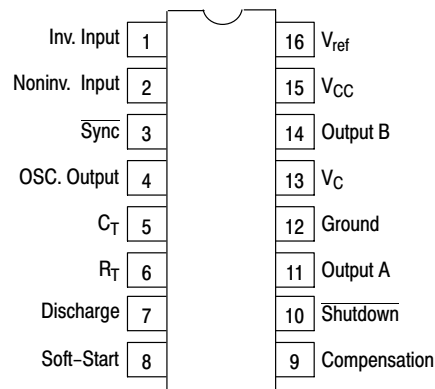 Inv. Input 1 16 Vref
Noninv. Input 2 15 VCC
Sync 3 14 Output B
OSC. Output 4 13 VC
CT 5 12 Ground
RT 6 11 Output A
Discharge 7 10 Shutdown
Soft-Start 8 9 Compensation